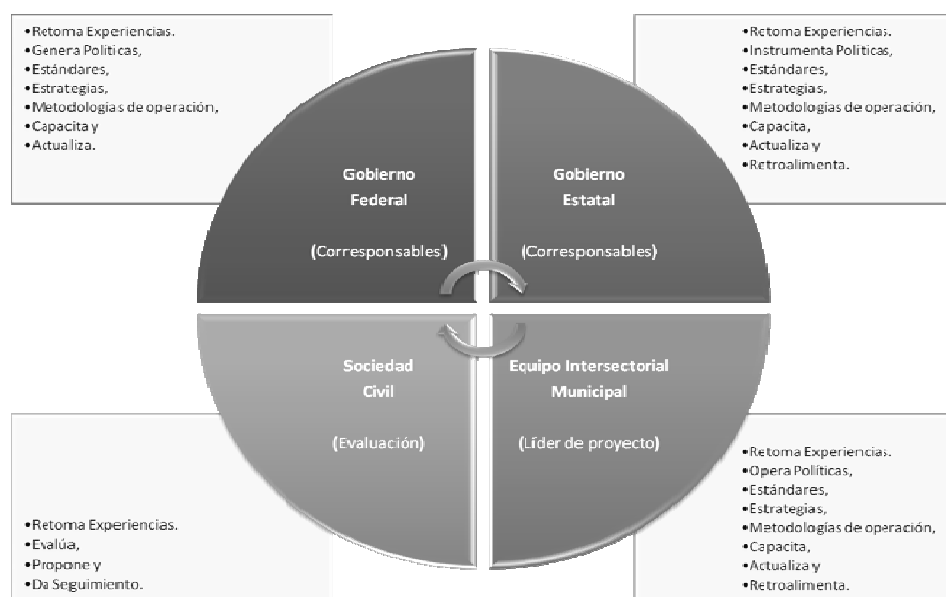 •Retoma Experiencias.
•Genera Políticas,
•Estándares,
•Estrategias,
•Metodologías de operación,
•Capacita y
•Actualiza.
•Retoma Experiencias.
•Instrumenta Políticas,
•Estándares,
•Estrategias,
•Metodologías de operación,
•Capacita,
•Actualiza y
•Retroalimenta.
Gobierno
Federal
(Corresponsables)
Gobierno
Estatal
(Corresponsables)
Sociedad
Civil
(Evaluación)
Equipo Intersectorial
Municipal
(Líder de proyecto)
•Retoma Experiencias.
•Evalúa,
•Propone y
•Da Seguimiento.
•Retoma Experiencias.
•Opera Políticas,
•Estándares,
•Estrategias,
•Metodologías de operación,
•Capacita,
•Actualiza y
•Retroalimenta.